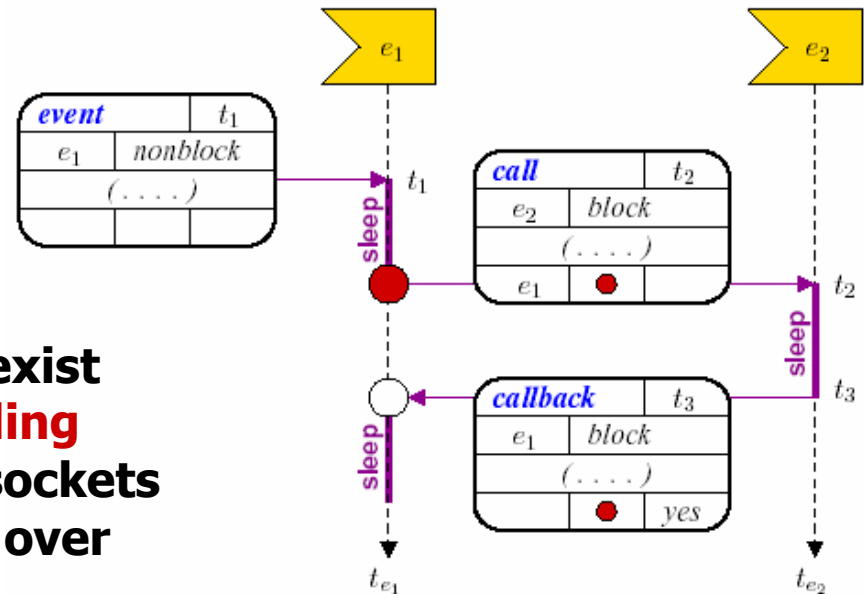 e₁
e₂
event t₁
e₁ nonblock
(....)
t₁
sleep
call t₂
e₂ block
(....)
e₁
t₂
sleep
t₃
callback t₃
e₁ block
(....)
yes
sleep
exist
ling
sockets
over
tₑ₁
tₑ₂